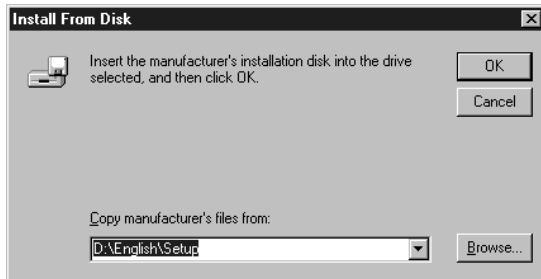 Install From Disk
Insert the manufacturer's installation disk into the drive
selected, and then click OK.
OK
Cancel
Copy manufacturer's files from:
D:\English\Setup
Browse...